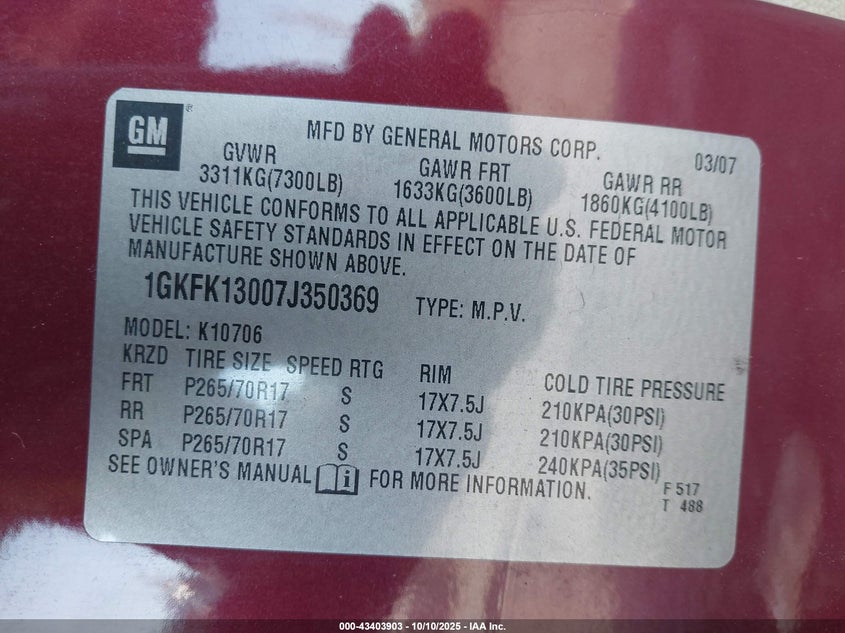 GM ®
MFD BY GENERAL MOTORS CORP. 03/07
GVWR GAWR FRT GAWR RR
3311KG(7300LB) 1633KG(3600LB) 1860KG(4100LB)
THIS VEHICLE CONFORMS TO ALL APPLICABLE U.S. FEDERAL MOTOR
VEHICLE SAFETY STANDARDS IN EFFECT ON THE DATE OF
MANUFACTURE SHOWN ABOVE.
1GKFK13007J350369 TYPE: M.P.V.
MODEL: K10706
KRZD TIRE SIZE SPEED RTG RIM COLD TIRE PRESSURE
FRT P265/70R17 S 17X7.5J 210KPA(30PSI)
RR P265/70R17 S 17X7.5J 210KPA(30PSI)
SPA P265/70R17 S 17X7.5J 240KPA(35PSI)
SEE OWNER'S MANUAL i FOR MORE INFORMATION.
F 517
T 488
000-43403903 - 10/10/2025 - IAA Inc.